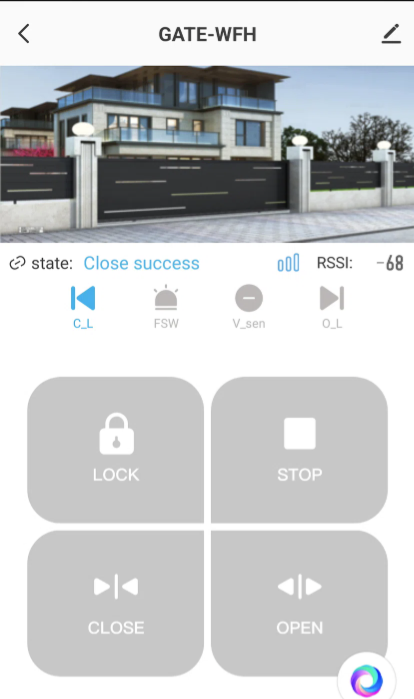 GATE-WFH
state: Close success RSSI: -68
C_L FSW V_sen O_L
LOCK STOP
CLOSE OPEN